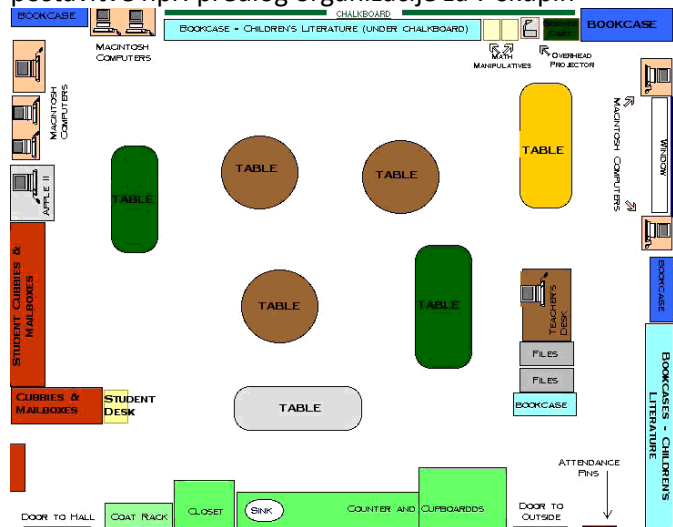 CHALKBOARD
BOOKCASE
BOOKCASE - CHILDREN'S LITERATURE (UNDER CHALKBOARD)
BOOKCASE
MACINTOSH
COMPUTERS
MATH
MANIPULATIVES
OVERHEAD
PROJECTOR
MACINTOSH
COMPUTERS
MACINTOSH COMPUTERS
WINDOW
APPLE II
TABLE
TABLE
TABLE
TABLE
TABLE
TABLE
TABLE
STUDENT CUBBIES &
MAILBOXES
TEACHER'S
DESK
BOOKCASE
FILES
FILES
BOOKCASE
CUBBIES &
MAILBOXES
STUDENT
DESK
BOOKCASES - CHILDREN'S
LITERATURE
ATTENDANCE
PINS
DOOR TO HALL
COAT RACK
CLOSET
SINK
COUNTER AND CUPBOARDDS
DOOR TO
OUTSIDE